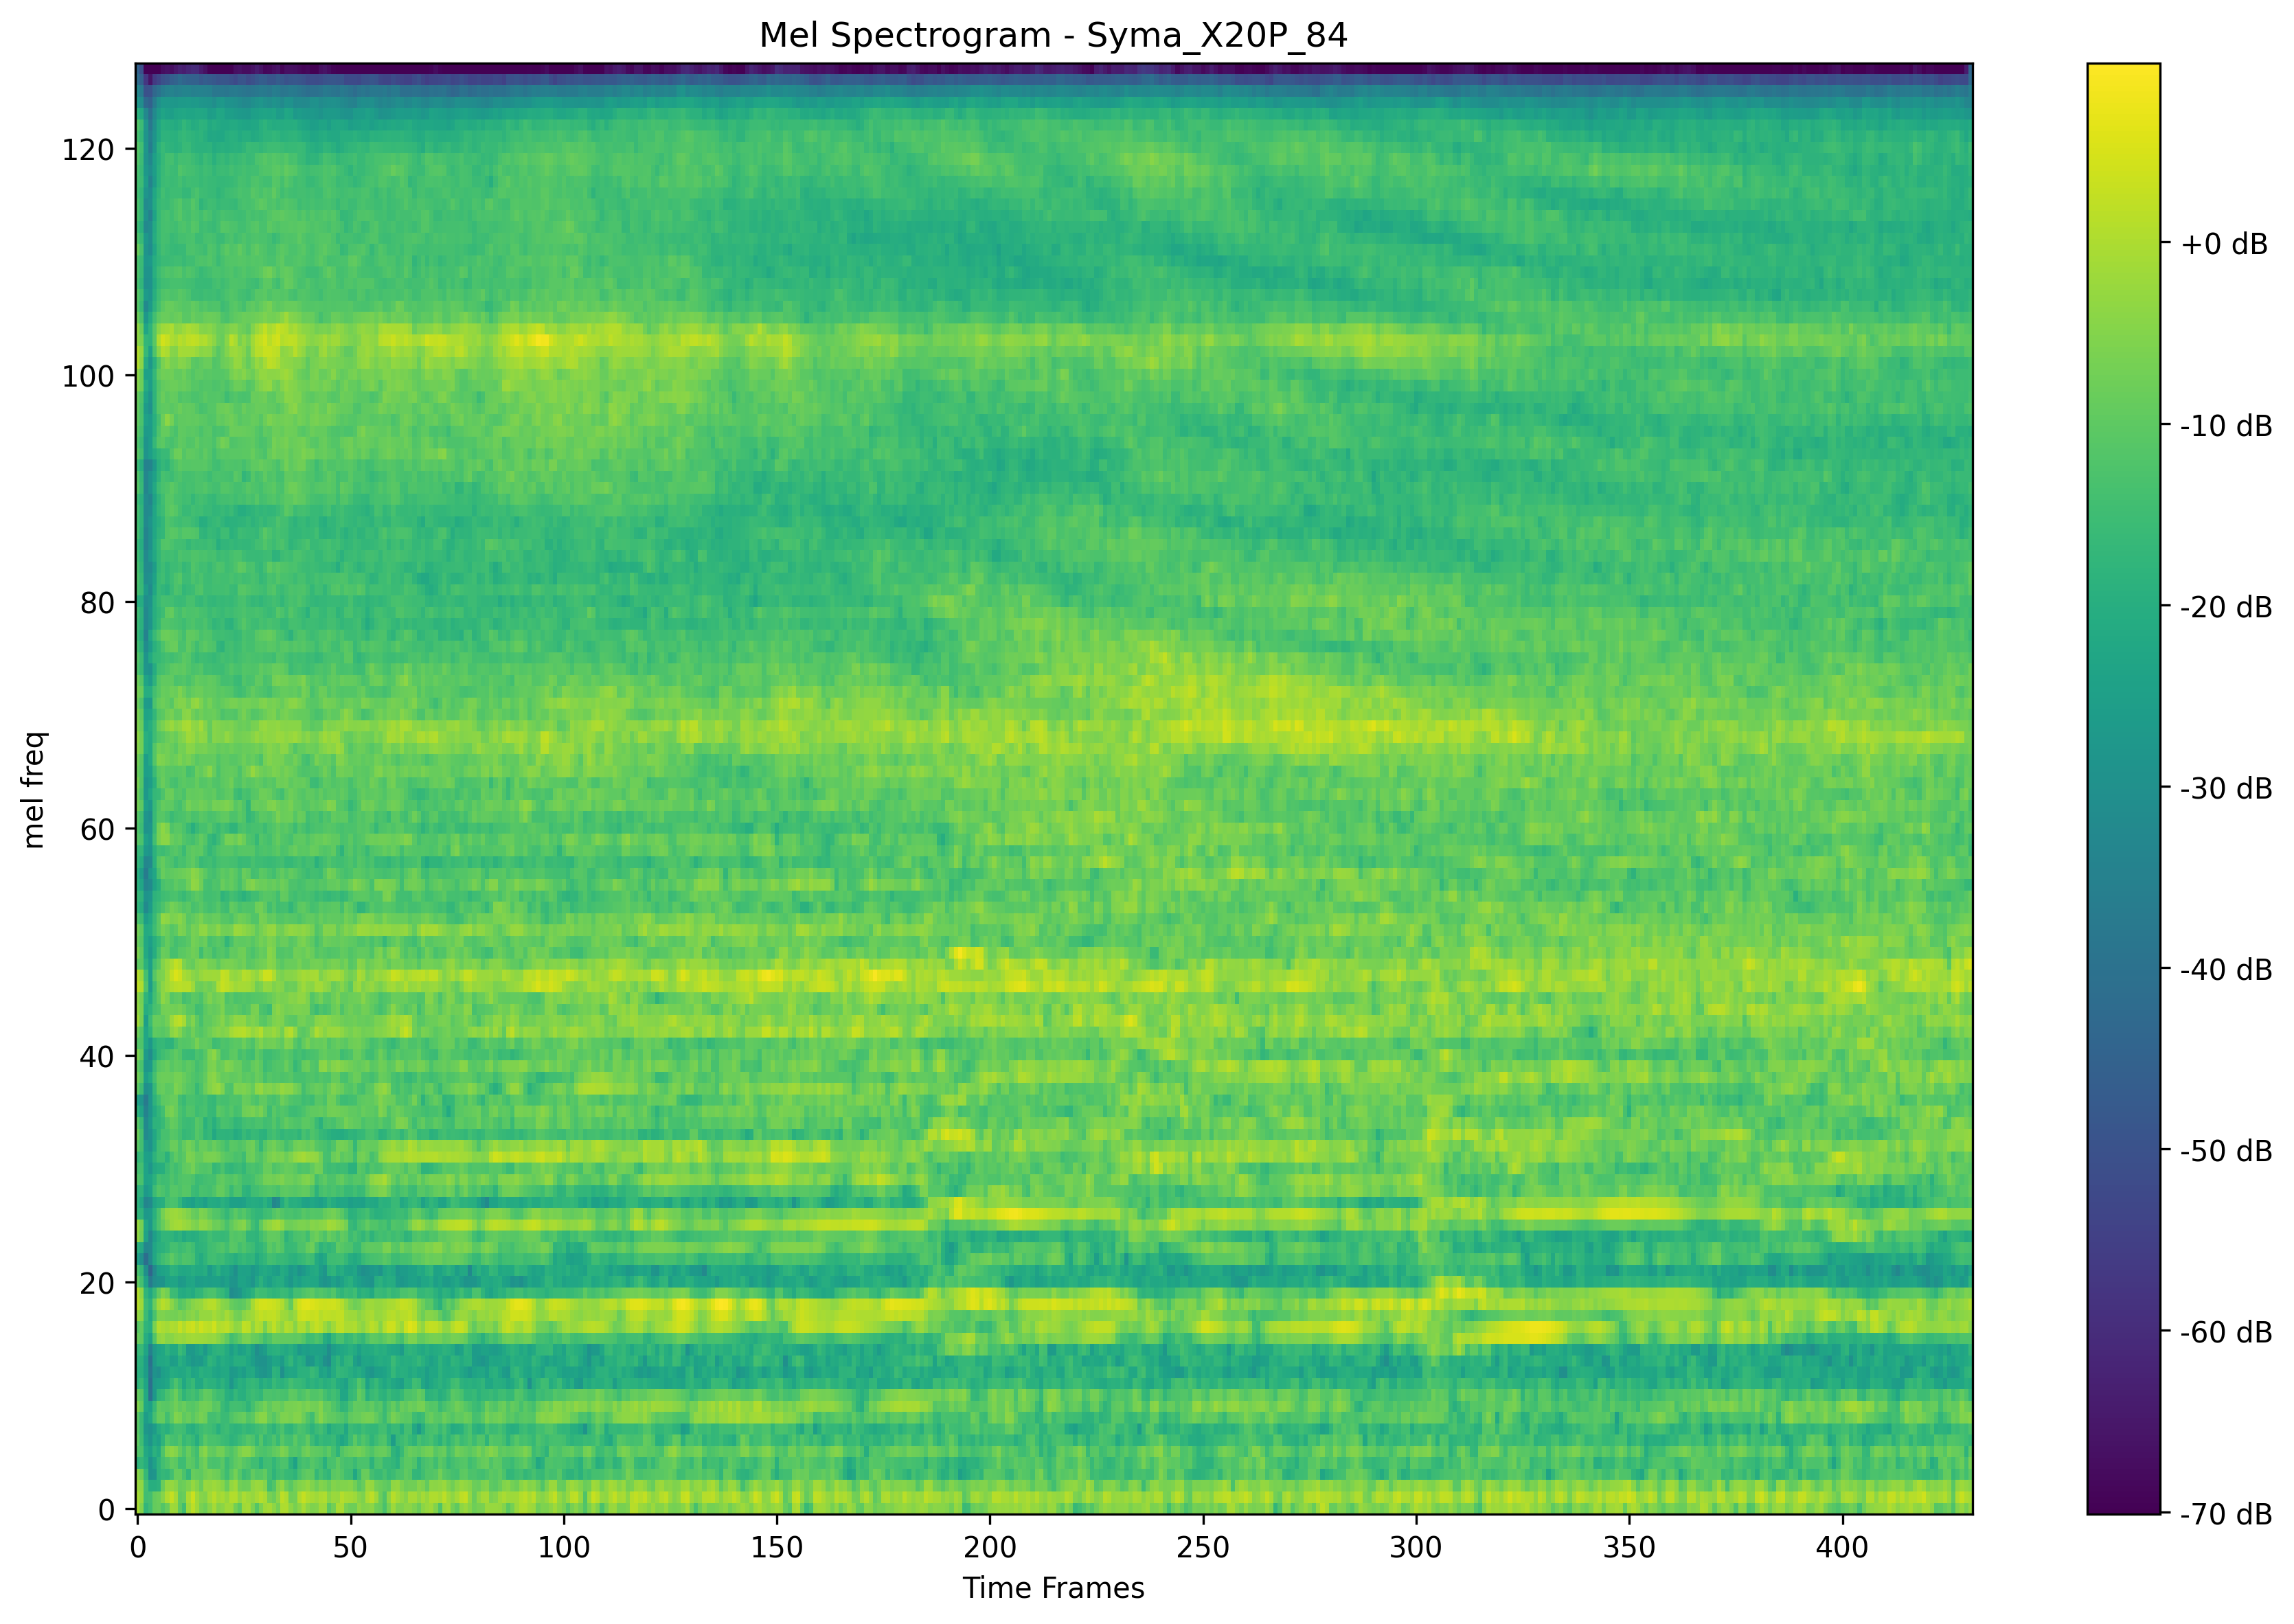 Mel Spectrogram - Syma_X20P_84
mel freq
120
100
80
60
40
20
0
0 50 100 150 200 250 300 350 400
Time Frames
+0 dB
-10 dB
-20 dB
-30 dB
-40 dB
-50 dB
-60 dB
-70 dB